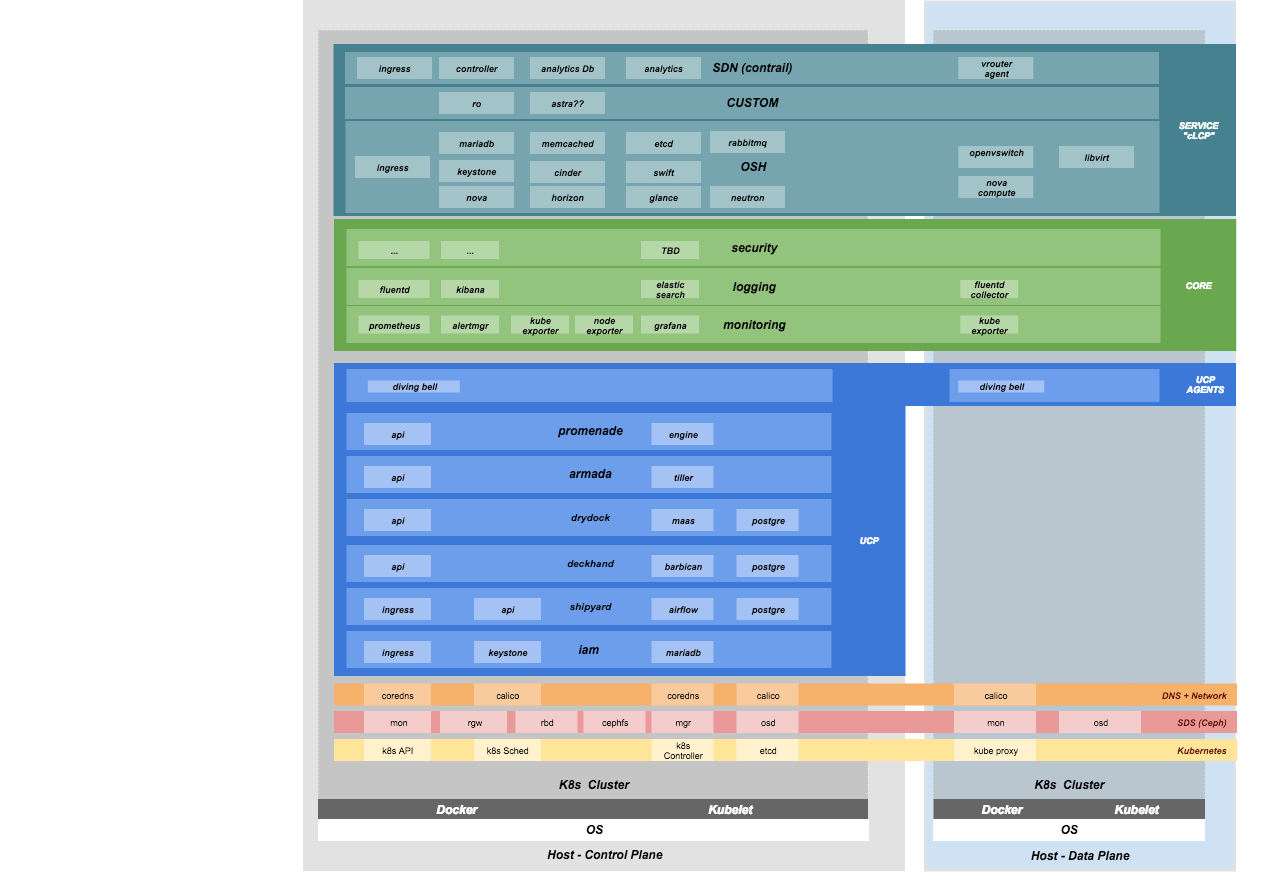 ingress
controller
analytics Db
analytics
SDN (contrail)
vrouter
agent
ro
astra??
CUSTOM
SERVICE
"cLCP"
mariadb
memcached
etcd
rabbitmq
ingress
keystone
cinder
swift
OSH
openvswitch
libvirt
nova
horizon
glance
neutron
nova
compute
...
...
TBD
security
fluentd
kibana
elastic
search
logging
fluentd
collector
CORE
prometheus
alertmgr
kube
exporter
node
exporter
grafana
monitoring
kube
exporter
diving bell
diving bell
UCP
AGENTS
api
promenade
engine
api
armada
tiller
api
drydock
maas
postgre
UCP
api
deckhand
barbican
postgre
ingress
api
shipyard
airflow
postgre
ingress
keystone
iam
mariadb
coredns
calico
coredns
calico
calico
DNS + Network
mon
rgw
rbd
cephfs
mgr
osd
mon
osd
SDS (Ceph)
k8s API
k8s Sched
k8s
Controller
etcd
kube proxy
Kubernetes
K8s Cluster
K8s Cluster
Docker
Kubelet
Docker
Kubelet
OS
OS
Host - Control Plane
Host - Data Plane